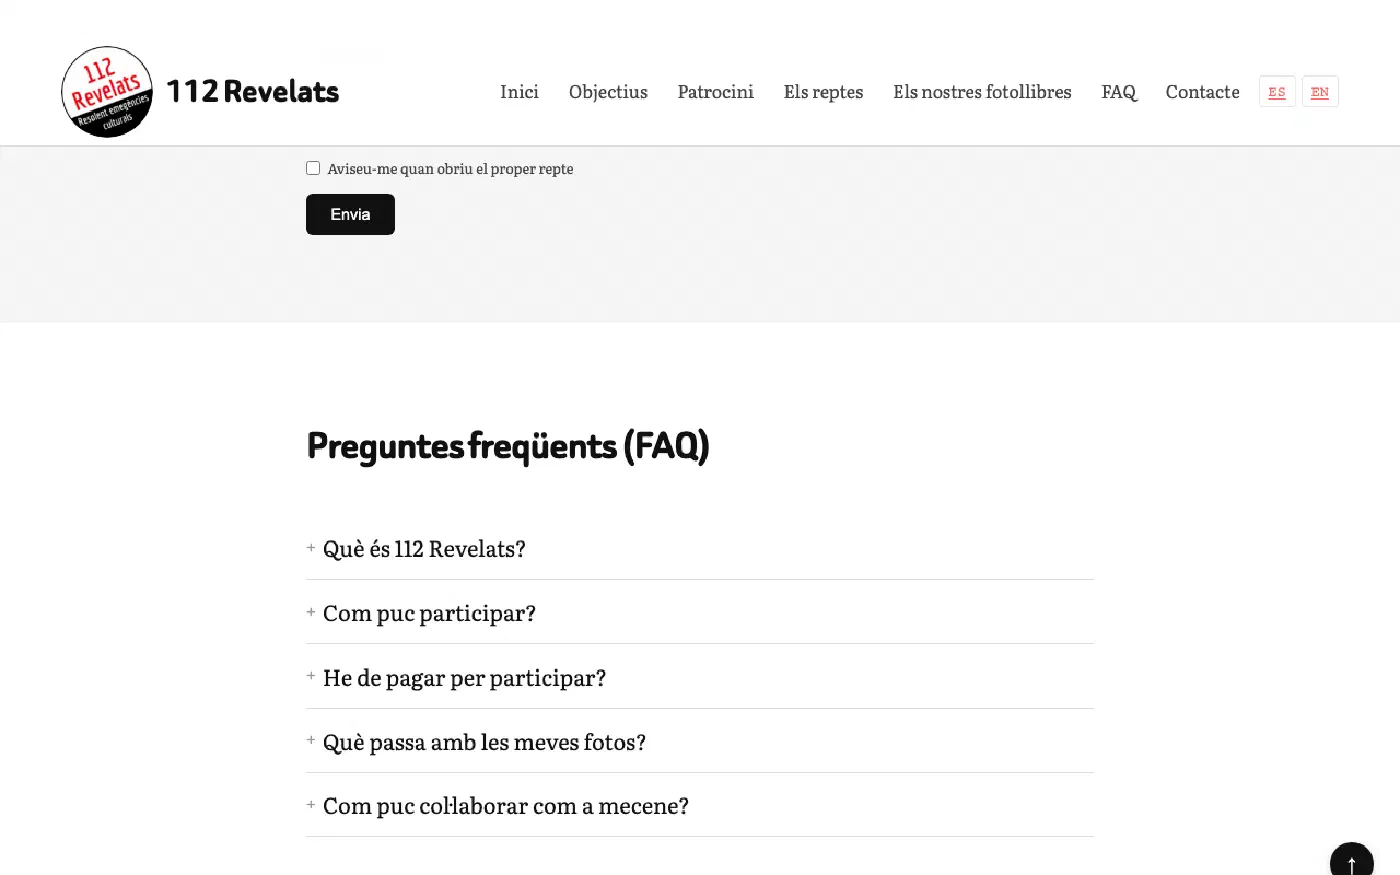 112
Revelats
Resolent emergències
culturals
112 Revelats
Inici
Objectius
Patrocini
Els reptes
Els nostres fotollibres
FAQ
Contacte
ES
EN
Aviseu-me quan obriu el proper repte
Envia
Preguntes freqüents (FAQ)
+ Què és 112 Revelats?
+ Com puc participar?
+ He de pagar per participar?
+ Què passa amb les meves fotos?
+ Com puc col·laborar com a mecene?
↑